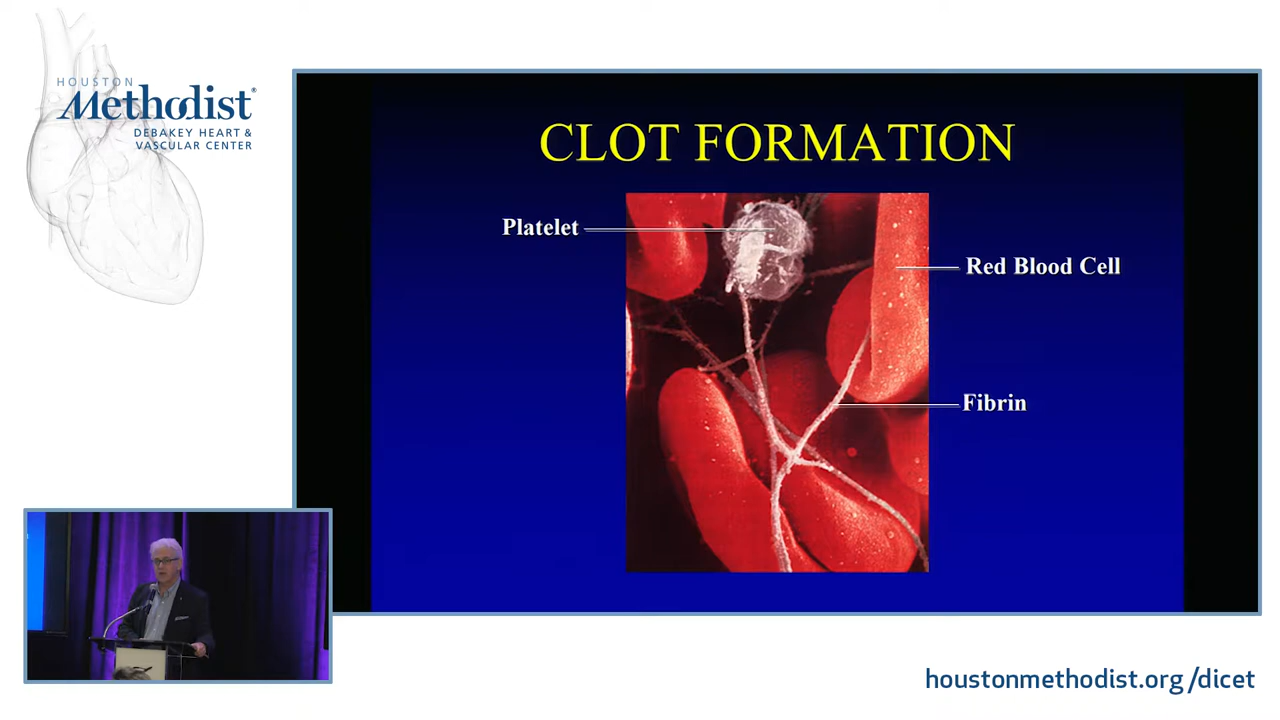 HOUSTON
Methodist®
DEBAKEY HEART &
VASCULAR CENTER
CLOT FORMATION
Platelet
Red Blood Cell
Fibrin
houstonmethodist.org/dicet